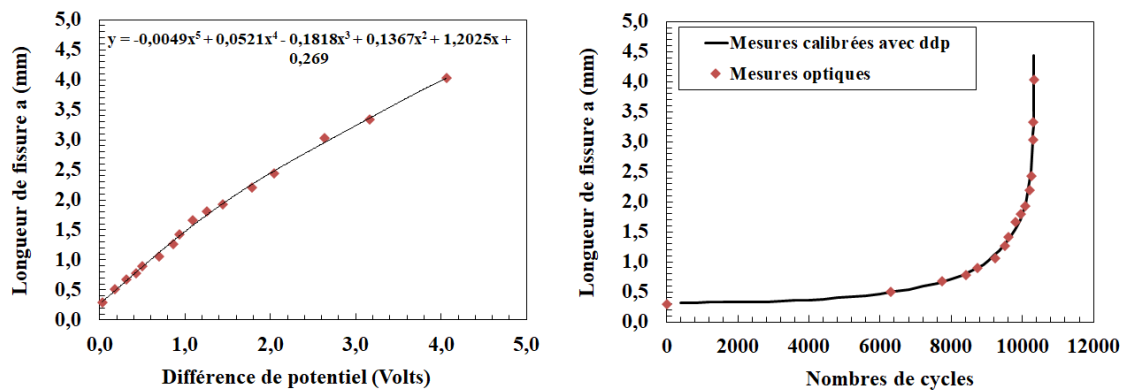 y = -0,0049x⁵ + 0,0521x⁴ - 0,1818x³ + 0,1367x² + 1,2025x +
0,269
5,0
4,5
4,0
3,5
3,0
2,5
2,0
1,5
1,0
0,5
0,0
Longueur de fissure a (mm)
0,0 1,0 2,0 3,0 4,0 5,0
Différence de potentiel (Volts)
Mesures calibrées avec ddp
Mesures optiques
5,0
4,5
4,0
3,5
3,0
2,5
2,0
1,5
1,0
0,5
0,0
Longueur de fissure a (mm)
0 2000 4000 6000 8000 10000 12000
Nombres de cycles